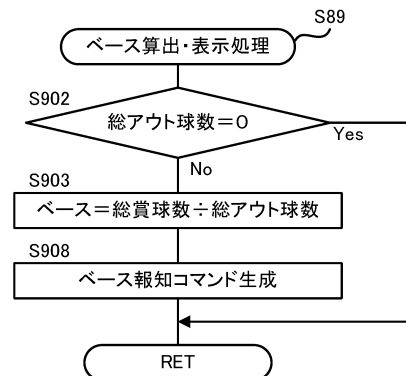 S89
ベース算出・表示処理
S902
総アウト球数＝0
Yes
No
S903
ベース＝総賞球数÷総アウト球数
S908
ベース報知コマンド生成
RET